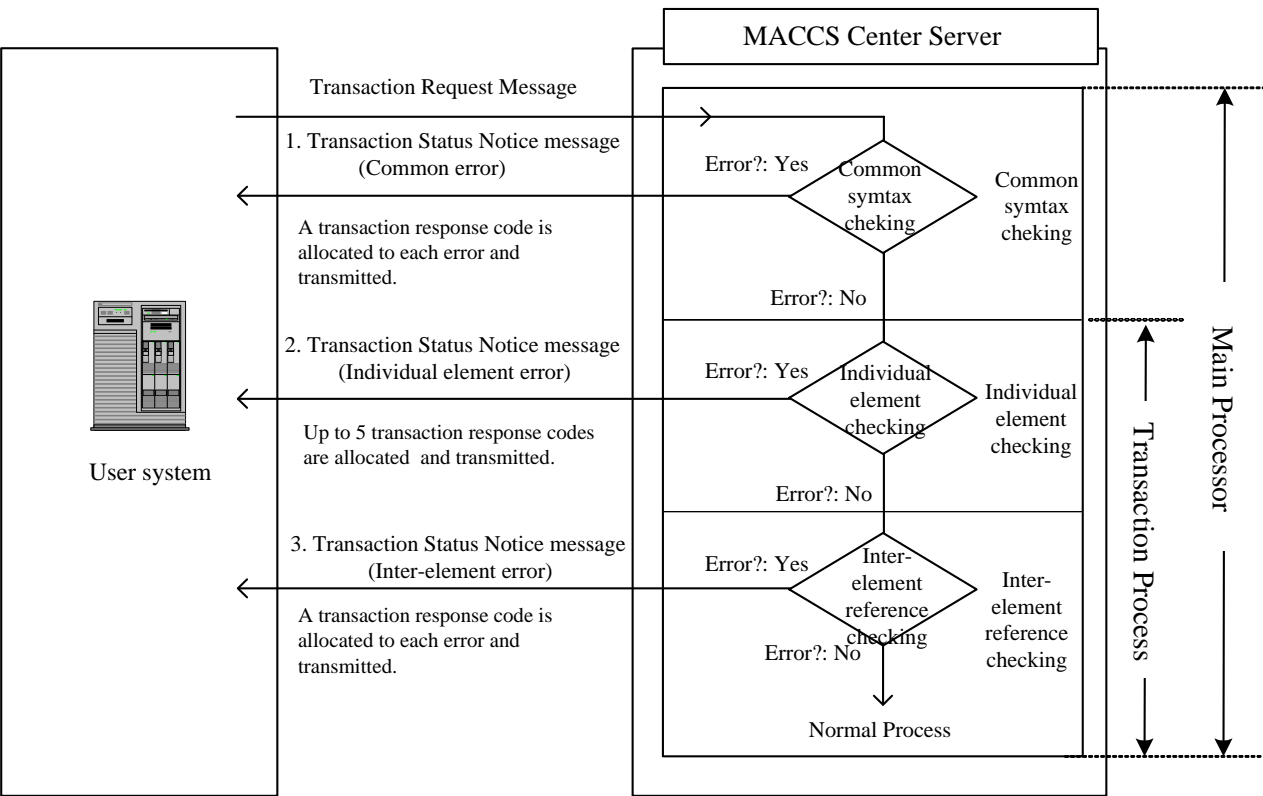 MACCS Center Server
Transaction Request Message
1. Transaction Status Notice message
(Common error)
Error?: Yes
Common
symtax
cheking
Common
symtax
cheking
A transaction response code is
allocated to each error and
transmitted.
Error?: No
2. Transaction Status Notice message
(Individual element error)
Error?: Yes
Individual
element
checking
Individual
element
checking
Up to 5 transaction response codes
are allocated and transmitted.
User system
Error?: No
3. Transaction Status Notice message
(Inter-element error)
Error?: Yes
Inter-
element
reference
checking
Inter-
element
reference
checking
A transaction response code is
allocated to each error and
transmitted.
Error?: No
Normal Process
Transaction Process
Main Processor